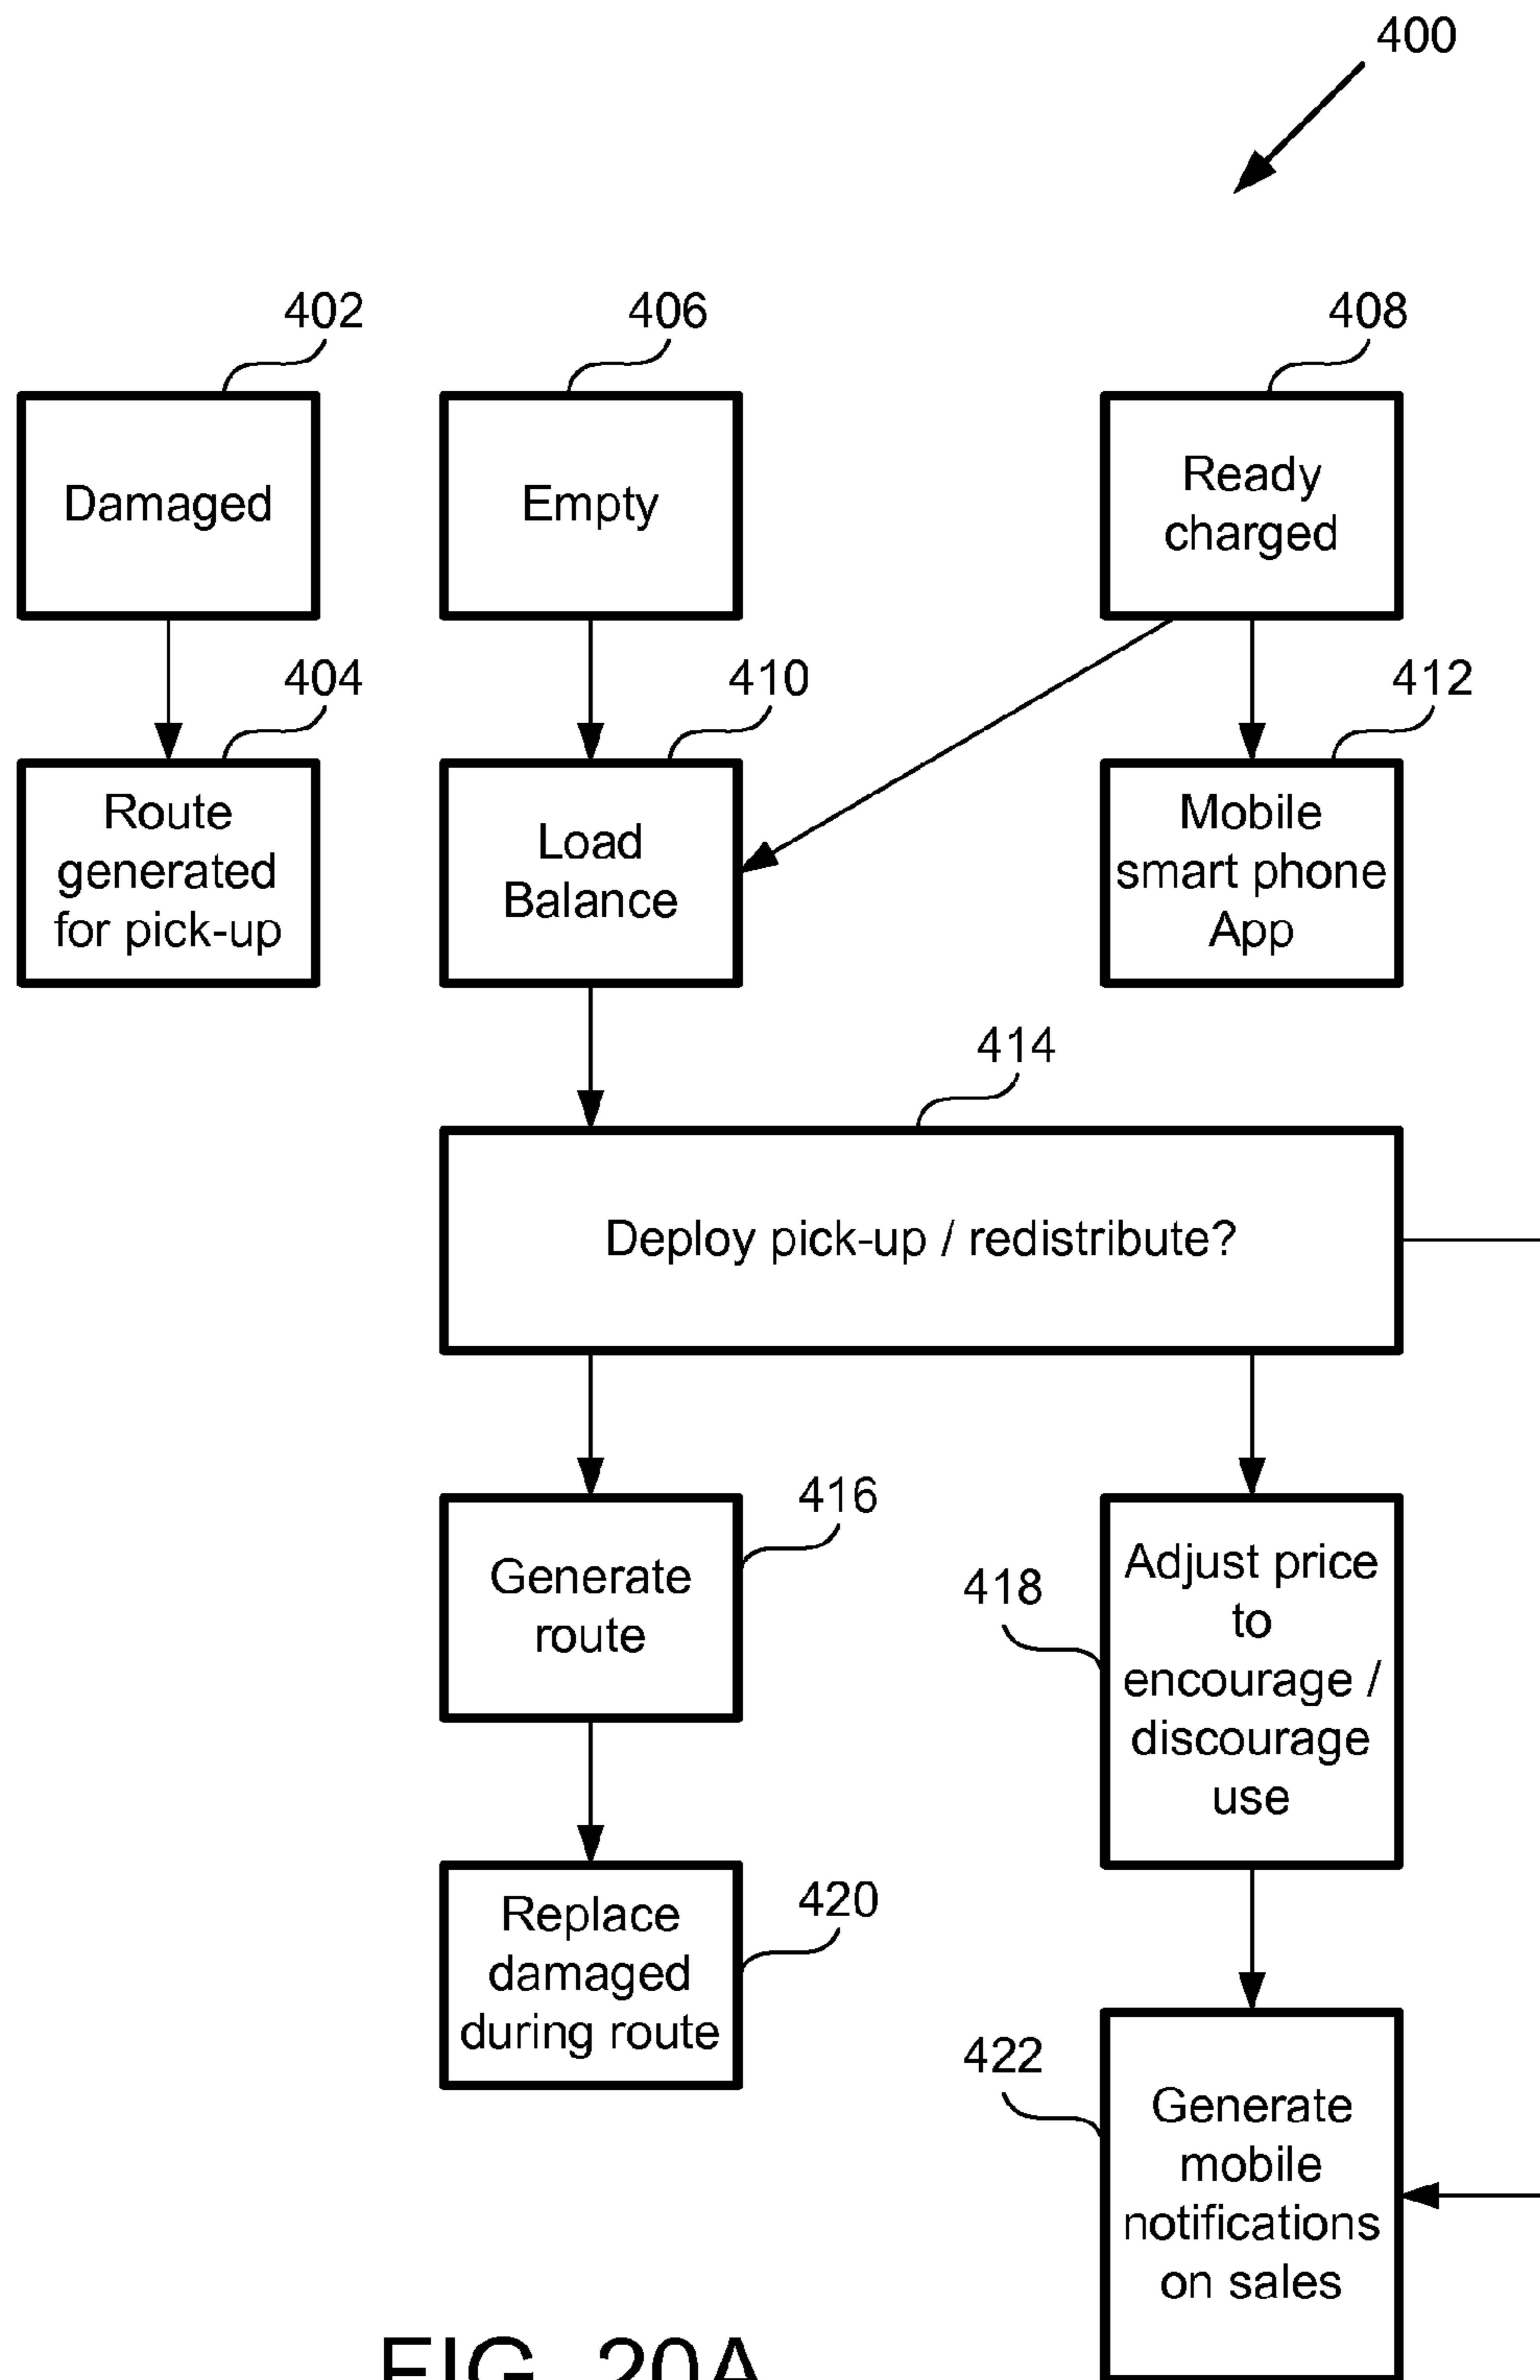 400
402
406
408
Damaged
Empty
Ready
charged
404
410
412
Route
generated
for pick-up
Load
Balance
Mobile
smart phone
App
414
Deploy pick-up / redistribute?
416
Generate
route
418
Adjust price
to
encourage /
discourage
use
420
Replace
damaged
during route
422
Generate
mobile
notifications
on sales
FIG. 20A